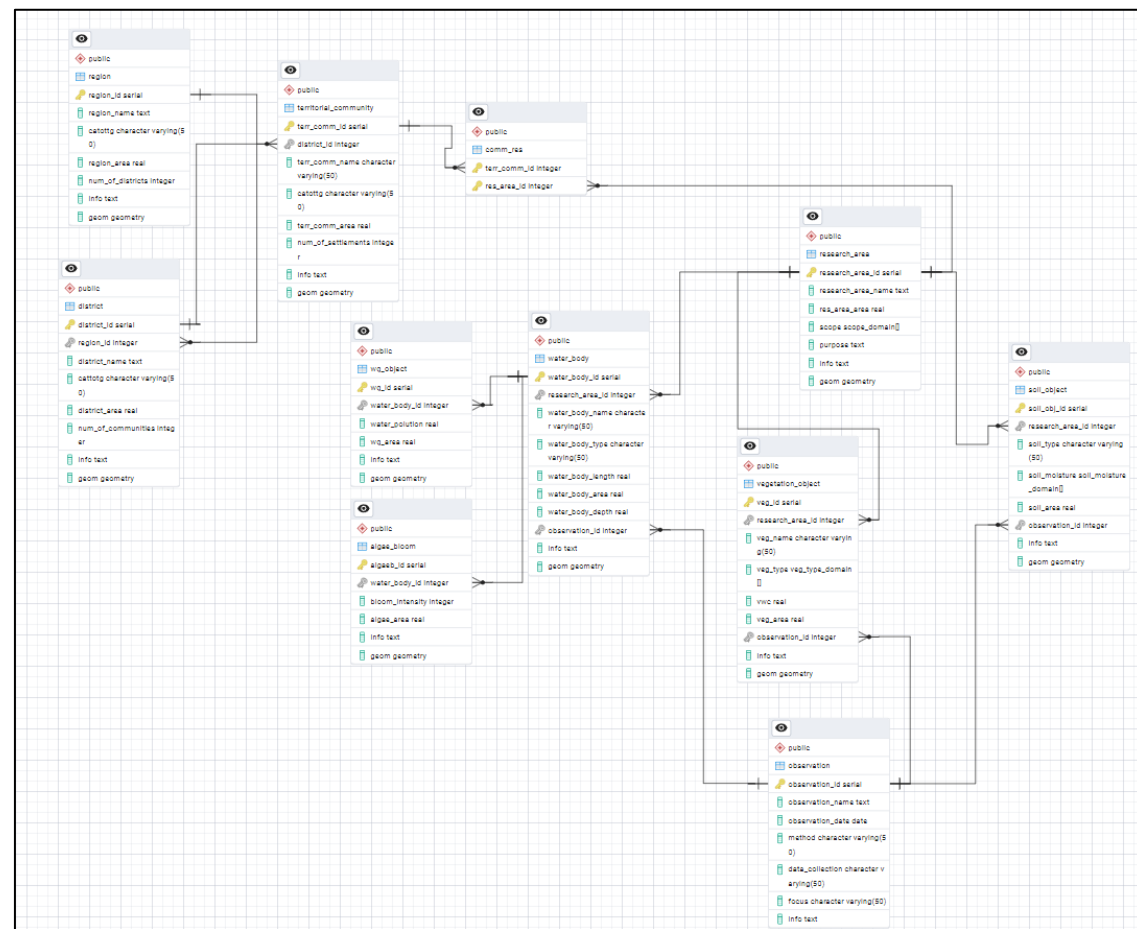 public
region
region_id serial
region_name text
catottg character varying(5
0)
region_area real
num_of_districts integer
info text
geom geometry
public
district
district_id serial
region_id integer
district_name text
cattotg character varying(5
0)
district_area real
num_of_communities integ
er
info text
geom geometry
public
territorial_community
terr_comm_id serial
district_id integer
terr_comm_name character
varying(50)
catottg character varying(5
0)
terr_comm_area real
num_of_settlements intege
r
info text
geom geometry
public
comm_res
terr_comm_id integer
res_area_id integer
public
wq_object
wq_id serial
water_body_id integer
water_polution real
wq_area real
info text
geom geometry
public
algae_bloom
algaeb_id serial
water_body_id integer
bloom_intensity integer
algae_area real
info text
geom geometry
public
water_body
water_body_id serial
research_area_id integer
water_body_name characte
r varying(50)
water_body_type character
varying(50)
water_body_length real
water_body_area real
water_body_depth real
observation_id integer
info text
geom geometry
public
research_area
research_area_id serial
research_area_name text
res_area_area real
scope scope_domain[]
purpose text
info text
geom geometry
public
vegetation_object
veg_id serial
research_area_id integer
veg_name character varyin
g(50)
veg_type veg_type_domain
[]
vwc real
veg_area real
observation_id integer
info text
geom geometry
public
soil_object
soil_obj_id serial
research_area_id integer
soil_type character varying
(50)
soil_moisture soil_moisture
_domain[]
soil_area real
observation_id integer
info text
geom geometry
public
observation
observation_id serial
observation_name text
observation_date date
method character varying(5
0)
data_collection character v
arying(50)
focus character varying(50)
info text